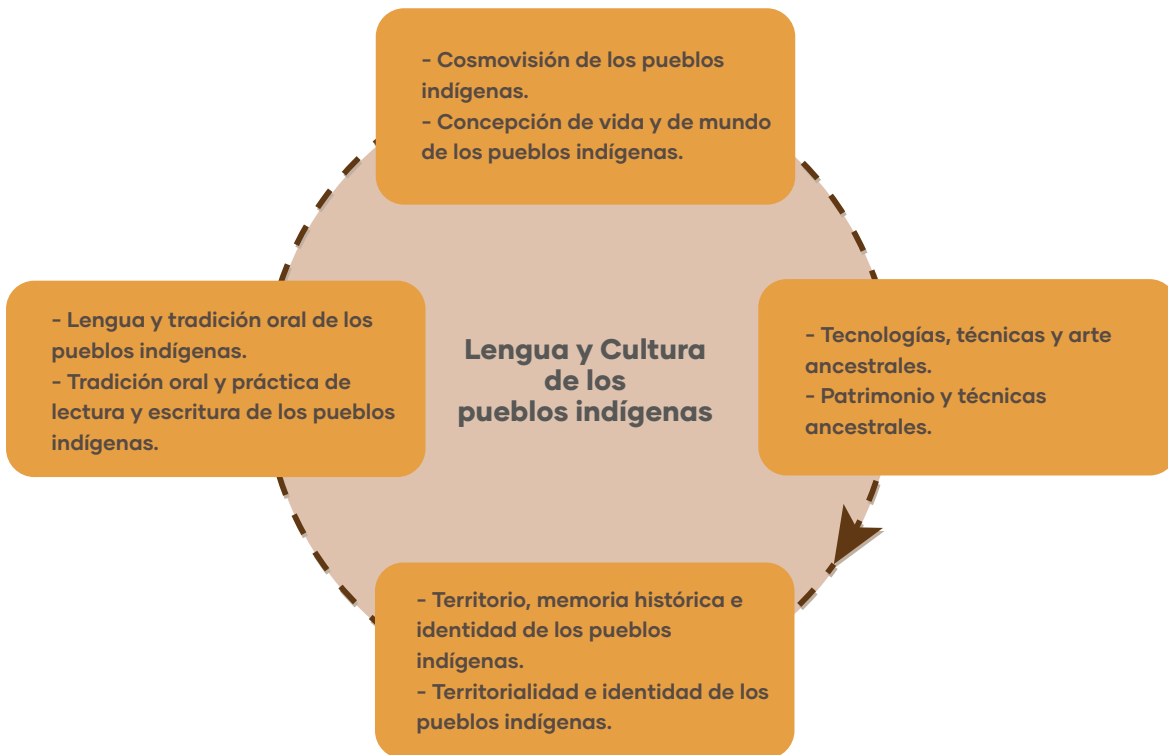 - Cosmovisión de los pueblos
indígenas.
- Concepción de vida y de mundo
de los pueblos indígenas.
- Lengua y tradición oral de los
pueblos indígenas.
- Tradición oral y práctica de
lectura y escritura de los pueblos
indígenas.
Lengua y Cultura
de los
pueblos indígenas
- Tecnologías, técnicas y arte
ancestrales.
- Patrimonio y técnicas
ancestrales.
- Territorio, memoria histórica e
identidad de los pueblos
indígenas.
- Territorialidad e identidad de los
pueblos indígenas.